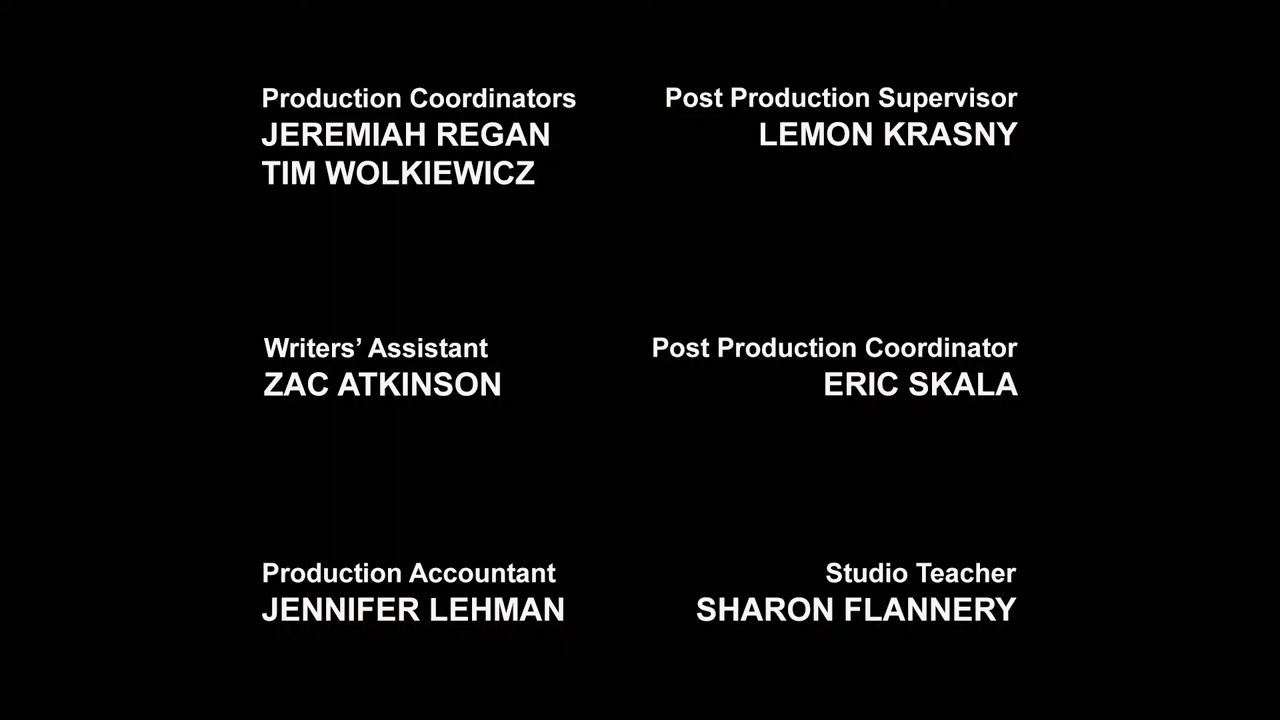 Production Coordinators
JEREMIAH REGAN
TIM WOLKIEWICZ
Post Production Supervisor
LEMON KRASNY
Writers’ Assistant
ZAC ATKINSON
Post Production Coordinator
ERIC SKALA
Production Accountant
JENNIFER LEHMAN
Studio Teacher
SHARON FLANNERY